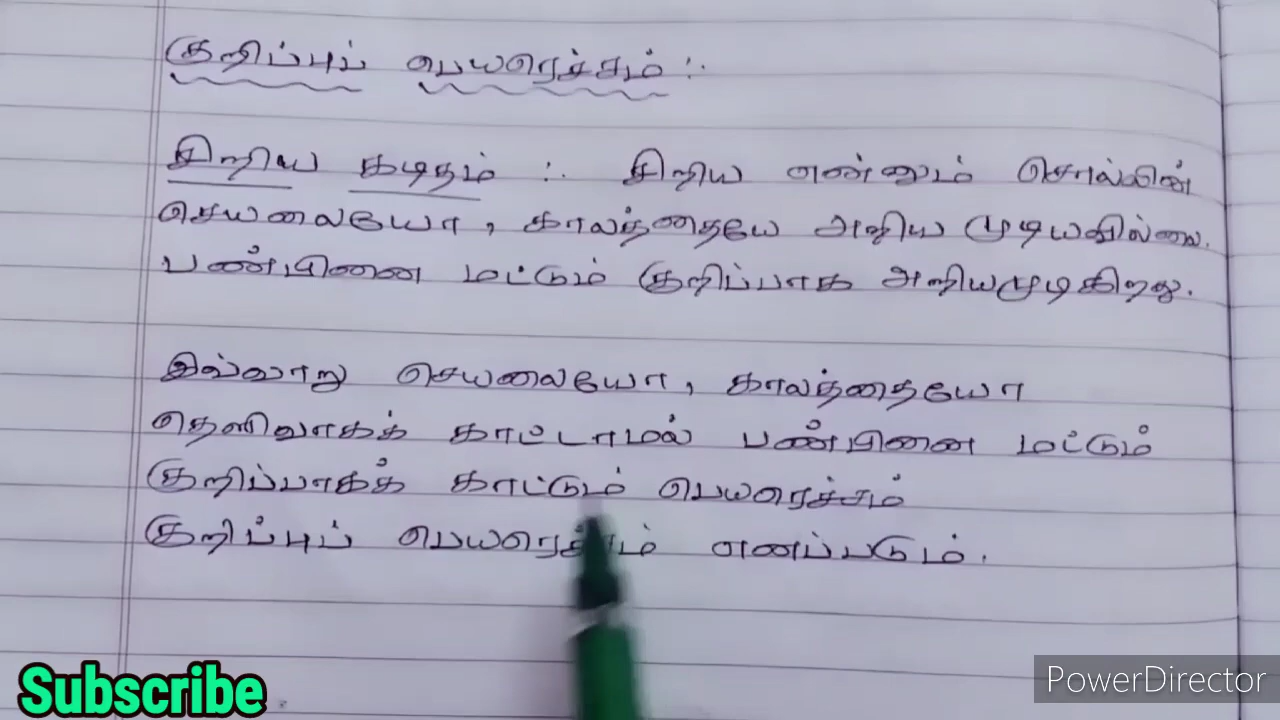 குறிப்புப் பெயரெச்சம் :-
சிறிய கடிதம் :- சிறிய என்னும் சொல்லின்
செயலையோ, காலத்தையே அறிய முடியவில்லை.
பண்பினை மட்டும் குறிப்பாக அறியமுடிகிறது.
இவ்வாறு செயலையோ, காலத்தையோ
தெளிவாகக் காட்டாமல் பண்பினை மட்டும்
குறிப்பாகக் காட்டும் பெயரெச்சம்
குறிப்புப் பெயரெச்சம் எனப்படும்.
Subscribe
PowerDirector